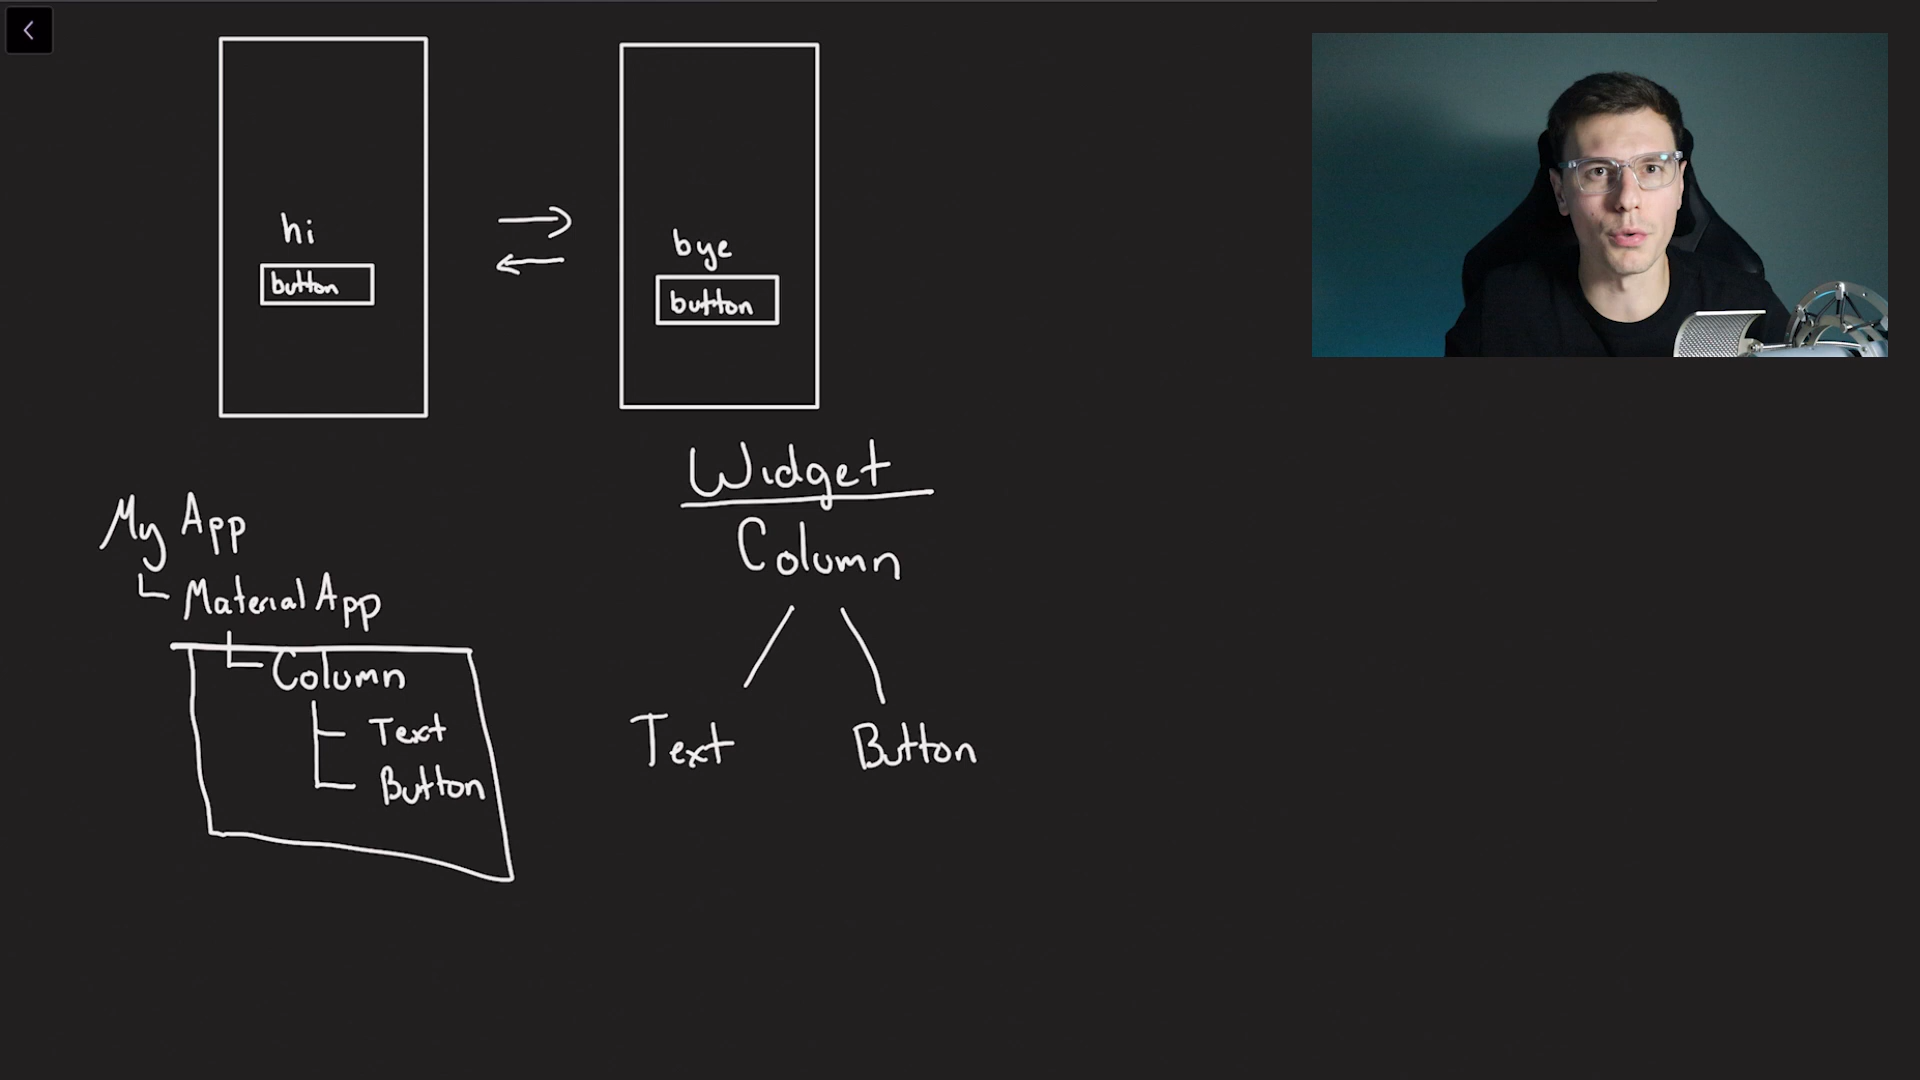 hi
button
bye
button
My App
Material App
Column
Text
Button
Widget
Column
Text
Button